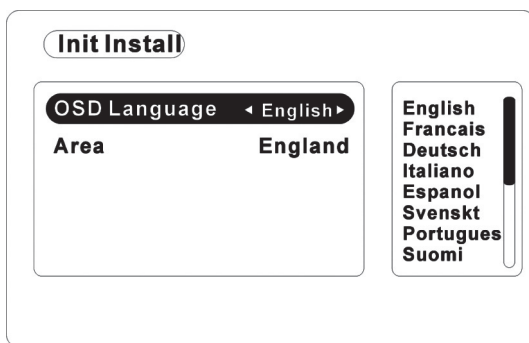 Init Install
OSD Language ◂ English ▸
Area England
English
Francais
Deutsch
Italiano
Espanol
Svenskt
Portugues
Suomi